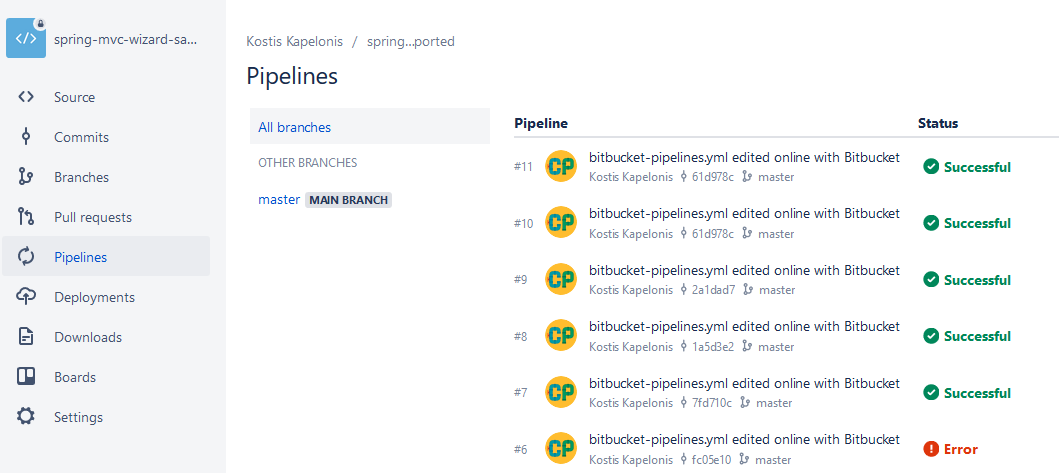 spring-mvc-wizard-sa...
Source
Commits
Branches
Pull requests
Pipelines
Deployments
Downloads
Boards
Settings
Kostis Kapelonis / spring...ported
Pipelines
All branches
OTHER BRANCHES
master MAIN BRANCH
Pipeline Status
#11 CP bitbucket-pipelines.yml edited online with Bitbucket Successful
Kostis Kapelonis 61d978c master
#10 CP bitbucket-pipelines.yml edited online with Bitbucket Successful
Kostis Kapelonis 61d978c master
#9 CP bitbucket-pipelines.yml edited online with Bitbucket Successful
Kostis Kapelonis 2a1dad7 master
#8 CP bitbucket-pipelines.yml edited online with Bitbucket Successful
Kostis Kapelonis 1a5d3e2 master
#7 CP bitbucket-pipelines.yml edited online with Bitbucket Successful
Kostis Kapelonis 7fd710c master
#6 CP bitbucket-pipelines.yml edited online with Bitbucket Error
Kostis Kapelonis fc05e10 master